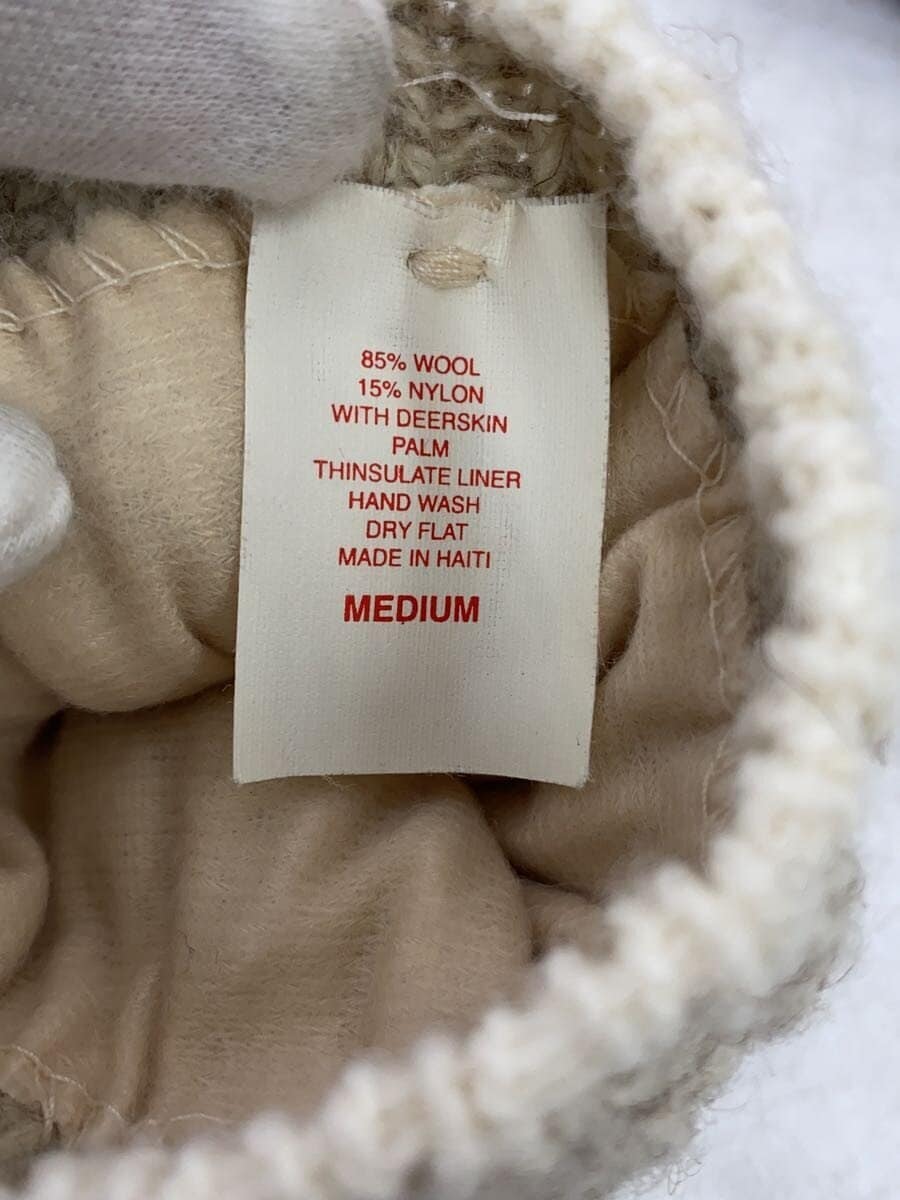 85% WOOL
15% NYLON
WITH DEERSKIN
PALM
THINSULATE LINER
HAND WASH
DRY FLAT
MADE IN HAITI
MEDIUM